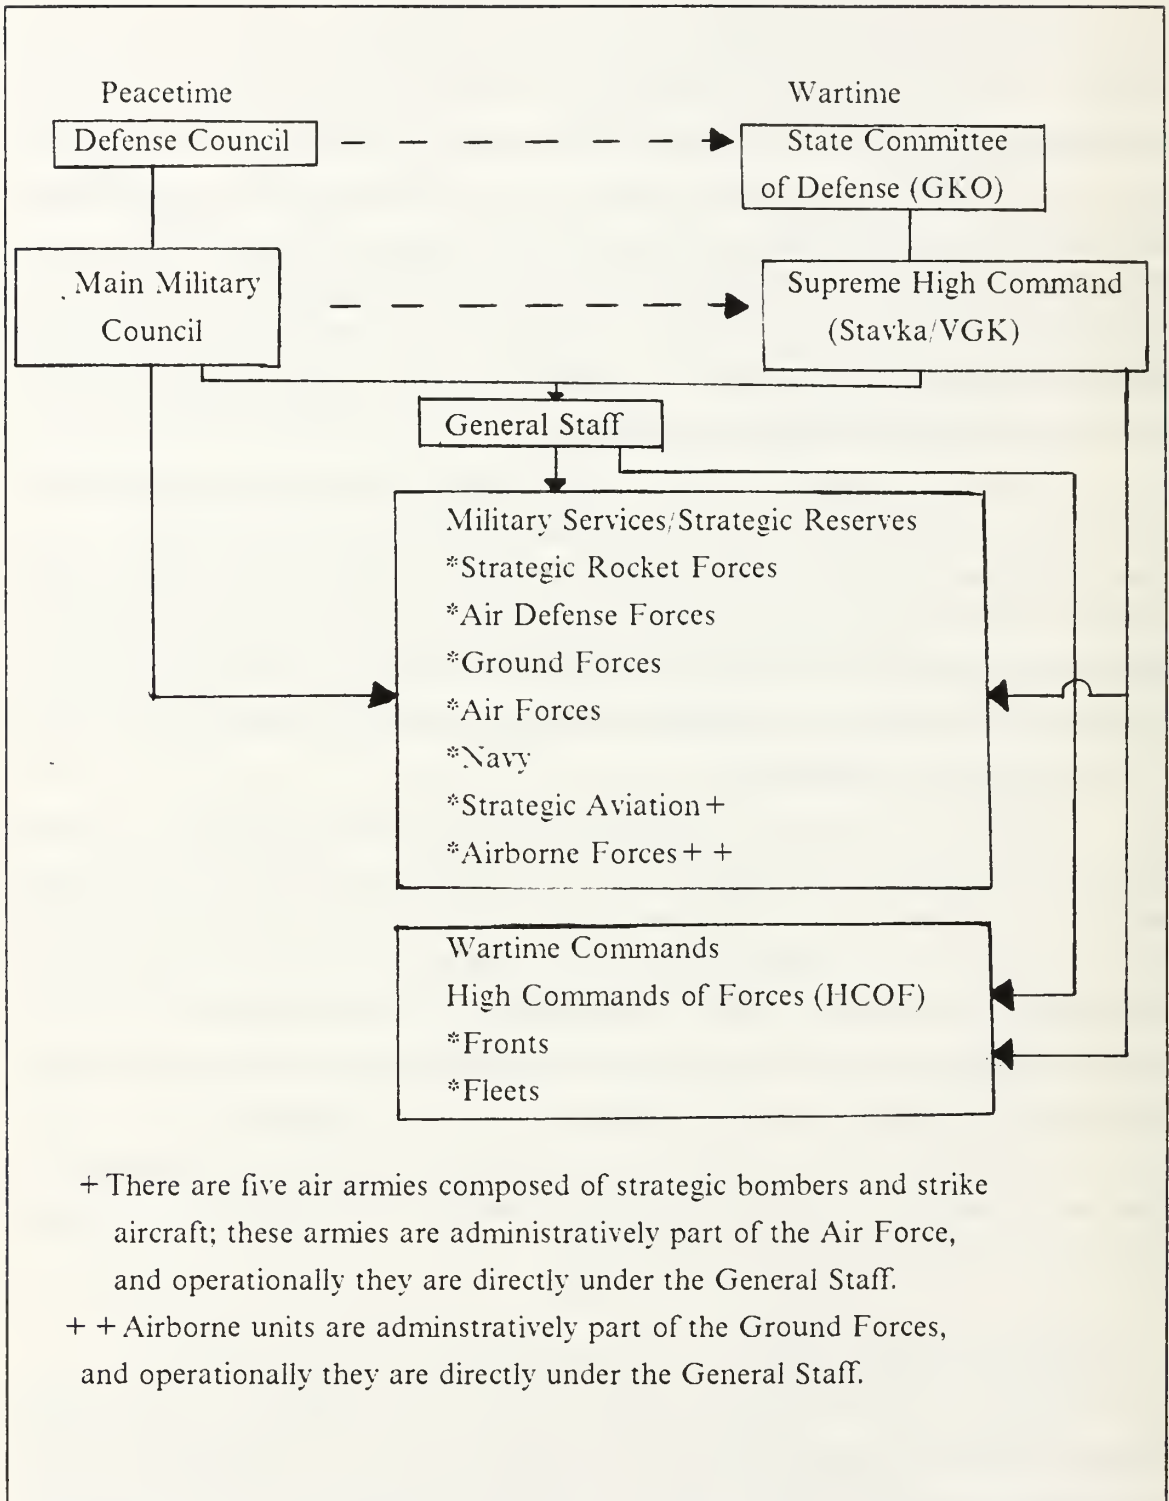 Peacetime
Wartime
Defense Council
State Committee
of Defense (GKO)
Main Military
Council
Supreme High Command
(Stavka/VGK)
General Staff
Military Services/Strategic Reserves
*Strategic Rocket Forces
*Air Defense Forces
*Ground Forces
*Air Forces
*Navy
*Strategic Aviation+
*Airborne Forces+ +
Wartime Commands
High Commands of Forces (HCOF)
*Fronts
*Fleets
+ There are five air armies composed of strategic bombers and strike
aircraft; these armies are administratively part of the Air Force,
and operationally they are directly under the General Staff.
+ + Airborne units are adminstratively part of the Ground Forces,
and operationally they are directly under the General Staff.